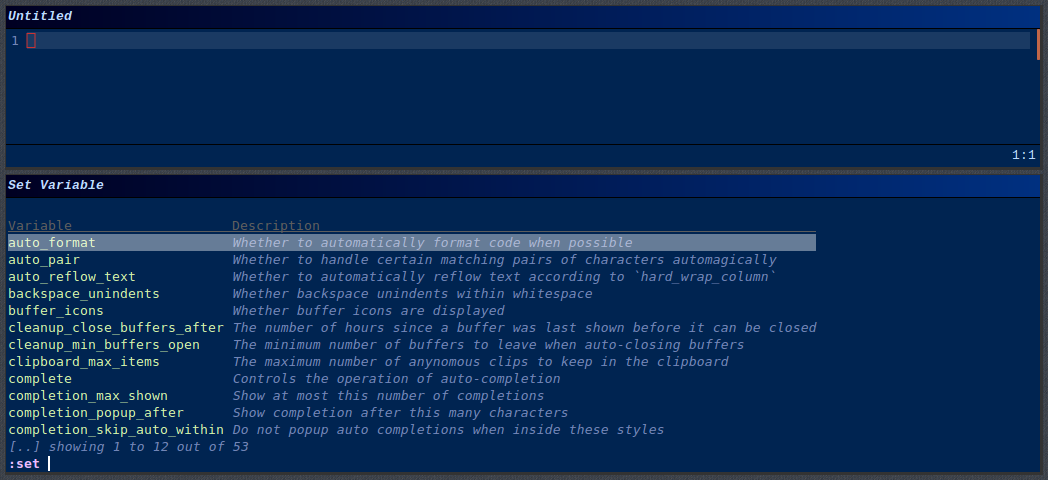 Untitled
1
1:1
Set Variable
Variable Description
auto_format Whether to automatically format code when possible
auto_pair Whether to handle certain matching pairs of characters automagically
auto_reflow_text Whether to automatically reflow text according to `hard_wrap_column`
backspace_unindents Whether backspace unindents within whitespace
buffer_icons Whether buffer icons are displayed
cleanup_close_buffers_after The number of hours since a buffer was last shown before it can be closed
cleanup_min_buffers_open The minimum number of buffers to leave when auto-closing buffers
clipboard_max_items The maximum number of anynomous clips to keep in the clipboard
complete Controls the operation of auto-completion
completion_max_shown Show at most this number of completions
completion_popup_after Show completion after this many characters
completion_skip_auto_within Do not popup auto completions when inside these styles
[..] showing 1 to 12 out of 53
:set